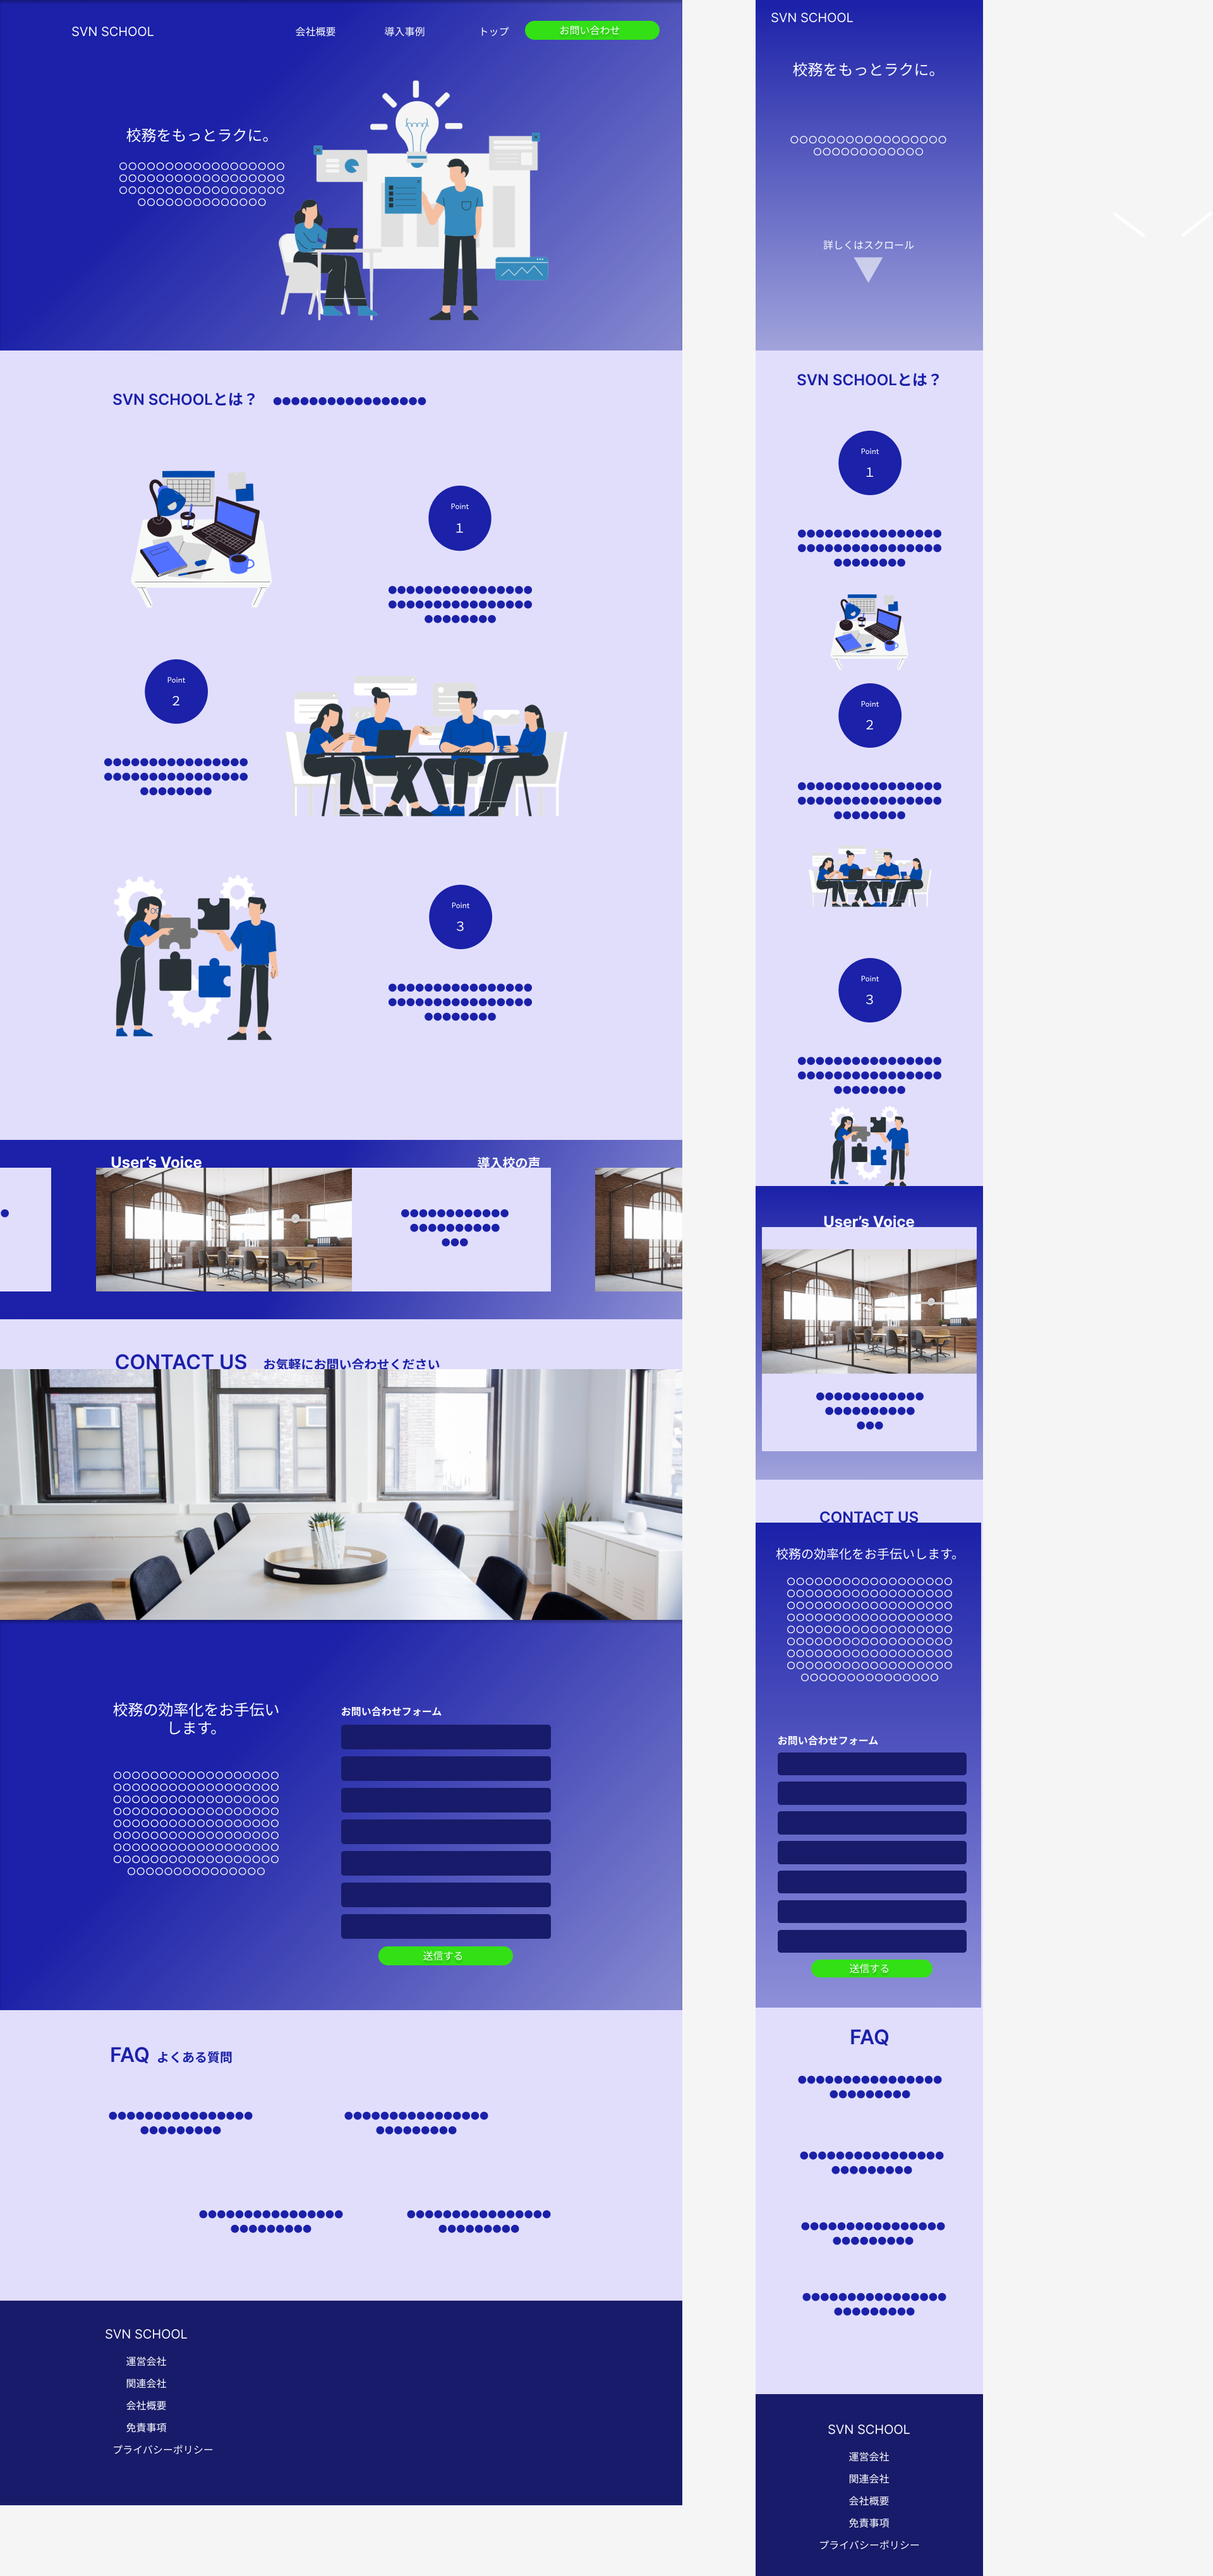 SVN SCHOOL
会社概要
導入事例
トップ
お問い合わせ
校務をもっとラクに。
○○○○○○○○○○○○○○○○○○
○○○○○○○○○○○○○○○○○○
○○○○○○○○○○○○○○○○○○
○○○○○○○○○○○○○○
SVN SCHOOLとは？
●●●●●●●●●●●●●●●●●
Point
1
●●●●●●●●●●●●●●●●
●●●●●●●●●●●●●●●●
●●●●●●●●
Point
2
●●●●●●●●●●●●●●●●
●●●●●●●●●●●●●●●●
●●●●●●●●
Point
3
●●●●●●●●●●●●●●●●
●●●●●●●●●●●●●●●●
●●●●●●●●
User’s Voice
導入校の声
●
●●●●●●●●●●●●
●●●●●●●●●●
●●●
CONTACT US
お気軽にお問い合わせください
校務の効率化をお手伝い
します。
○○○○○○○○○○○○○○○○○○
○○○○○○○○○○○○○○○○○○
○○○○○○○○○○○○○○○○○○
○○○○○○○○○○○○○○○○○○
○○○○○○○○○○○○○○○○○○
○○○○○○○○○○○○○○○○○○
○○○○○○○○○○○○○○○○○○
○○○○○○○○○○○○○○○○○○
○○○○○○○○○○○○○○○
お問い合わせフォーム
送信する
FAQ よくある質問
●●●●●●●●●●●●●●●●
●●●●●●●●●
●●●●●●●●●●●●●●●●
●●●●●●●●●
●●●●●●●●●●●●●●●●
●●●●●●●●●
●●●●●●●●●●●●●●●●
●●●●●●●●●
SVN SCHOOL
運営会社
関連会社
会社概要
免責事項
プライバシーポリシー
SVN SCHOOL
校務をもっとラクに。
○○○○○○○○○○○○○○○○○
○○○○○○○○○○○○
詳しくはスクロール
SVN SCHOOLとは？
Point
1
●●●●●●●●●●●●●●●●
●●●●●●●●●●●●●●●●
●●●●●●●●
Point
2
●●●●●●●●●●●●●●●●
●●●●●●●●●●●●●●●●
●●●●●●●●
Point
3
●●●●●●●●●●●●●●●●
●●●●●●●●●●●●●●●●
●●●●●●●●
User’s Voice
●●●●●●●●●●●●
●●●●●●●●●●
●●●
CONTACT US
校務の効率化をお手伝いします。
○○○○○○○○○○○○○○○○○○
○○○○○○○○○○○○○○○○○○
○○○○○○○○○○○○○○○○○○
○○○○○○○○○○○○○○○○○○
○○○○○○○○○○○○○○○○○○
○○○○○○○○○○○○○○○○○○
○○○○○○○○○○○○○○○○○○
○○○○○○○○○○○○○○○○○○
○○○○○○○○○○○○○○○
お問い合わせフォーム
送信する
FAQ
●●●●●●●●●●●●●●●●
●●●●●●●●●
●●●●●●●●●●●●●●●●
●●●●●●●●●
●●●●●●●●●●●●●●●●
●●●●●●●●●
●●●●●●●●●●●●●●●●
●●●●●●●●●
SVN SCHOOL
運営会社
関連会社
会社概要
免責事項
プライバシーポリシー